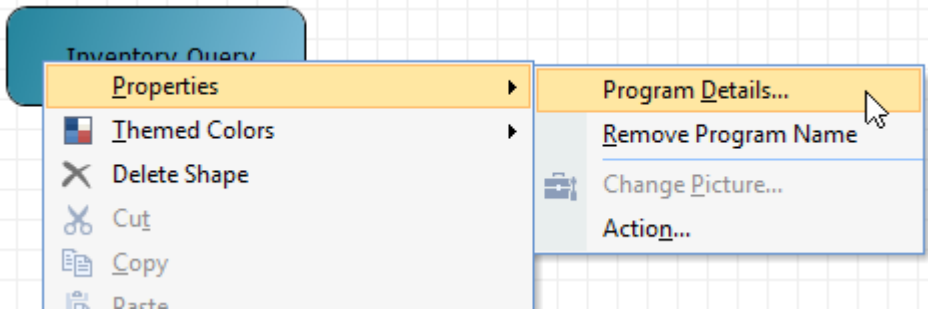 Inventory Query
Properties
Themed Colors
Delete Shape
Cut
Copy
Paste
Program Details...
Remove Program Name
Change Picture...
Action...